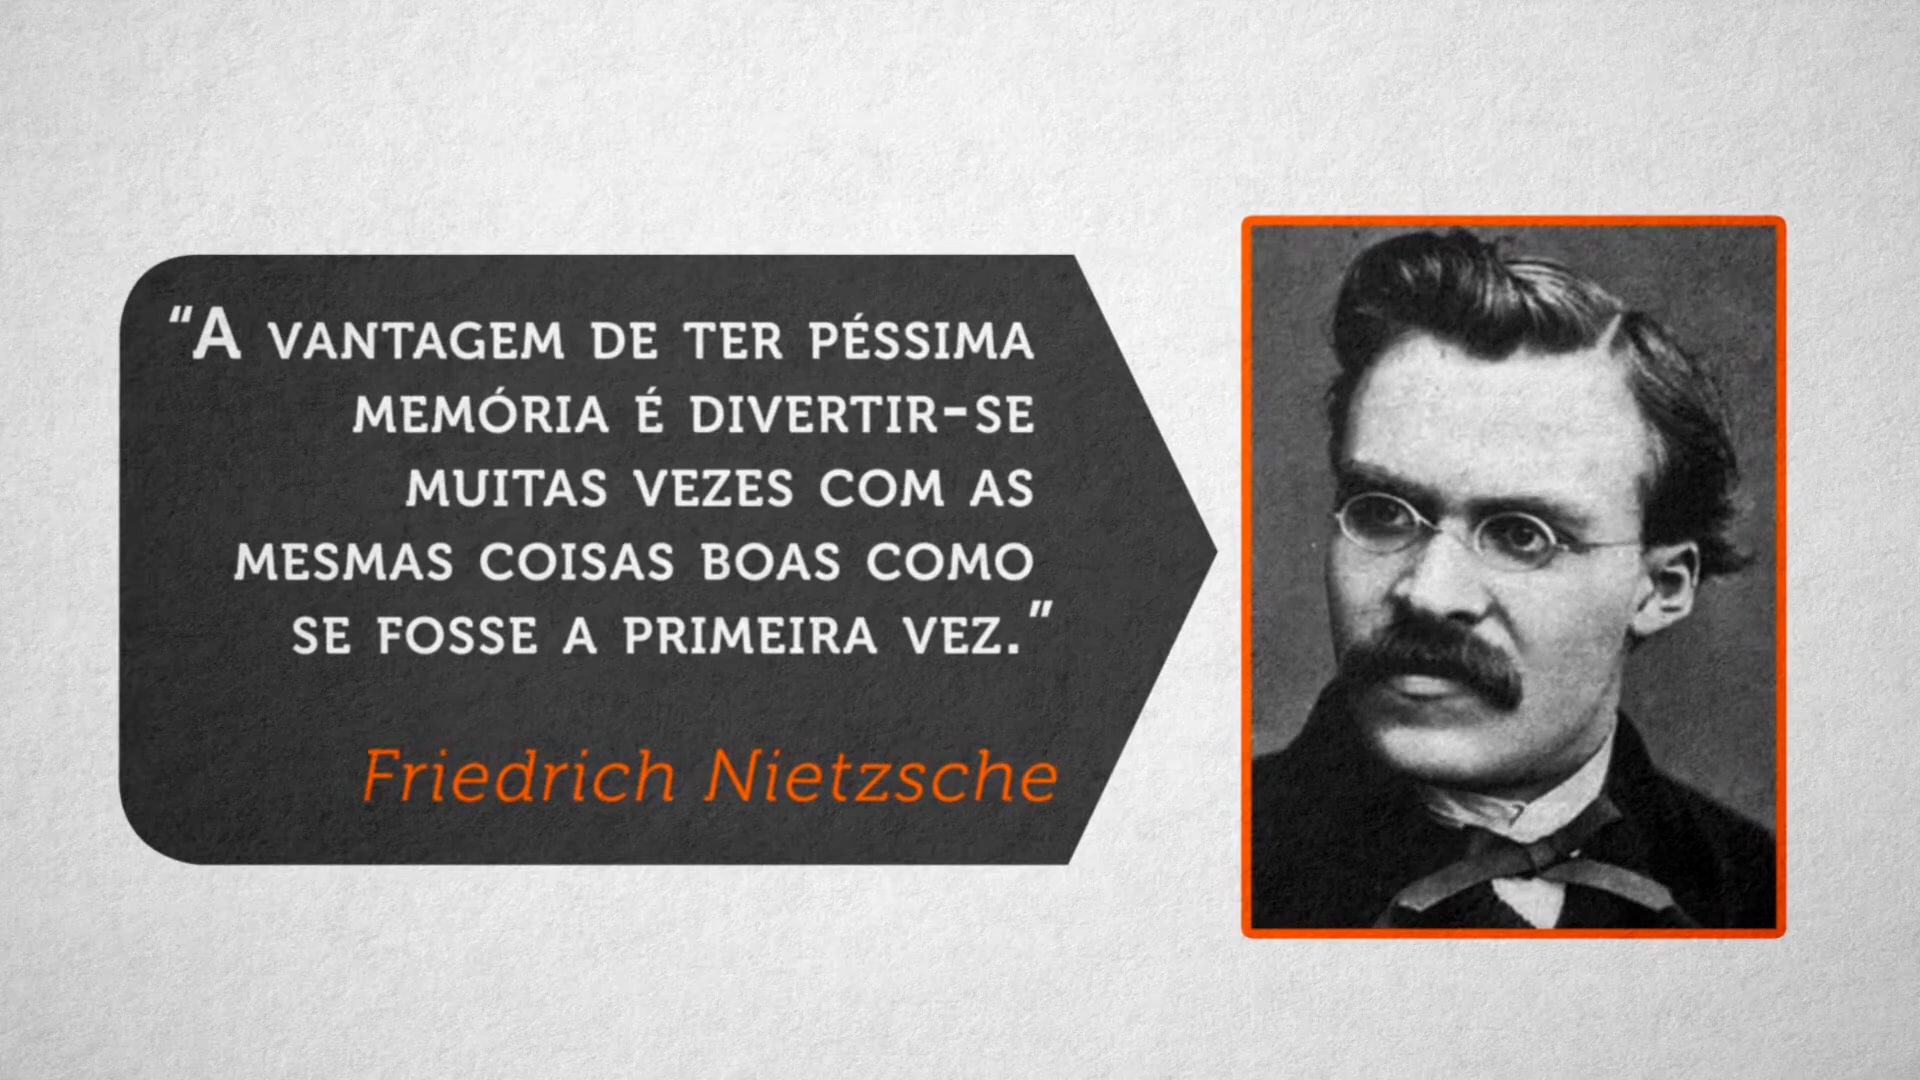 “A VANTAGEM DE TER PÉSSIMA
MEMÓRIA É DIVERTIR-SE
MUITAS VEZES COM AS
MESMAS COISAS BOAS COMO
SE FOSSE A PRIMEIRA VEZ.”
Friedrich Nietzsche